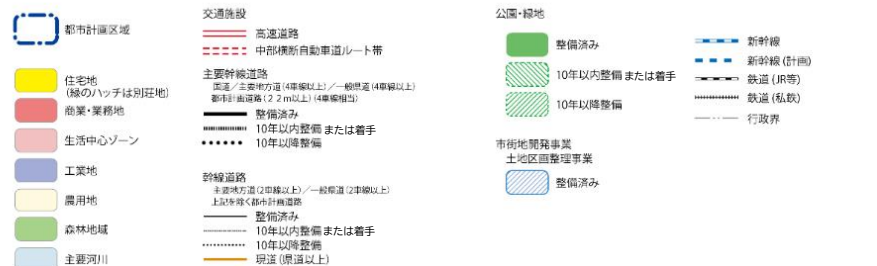 都市計画区域
住宅地
(緑のハッチは別荘地)
商業・業務地
生活中心ゾーン
工業地
農用地
森林地域
主要河川
交通施設
高速道路
中部横断自動車道ルート帯
主要幹線道路
国道/主要地方道(4車線以上)/一般県道(4車線以上)
都市計画道路(22m以上)(4車線相当)
整備済み
10年以内整備または着手
10年以降整備
幹線道路
主要地方道(2車線以上)/一般県道(2車線以上)
上記を除く都市計画道路
整備済み
10年以内整備または着手
10年以降整備
現道(県道以上)
公園・緑地
整備済み
10年以内整備または着手
10年以降整備
市街地開発事業
土地区画整理事業
整備済み
新幹線
新幹線(計画)
鉄道(JR等)
鉄道(私鉄)
行政界